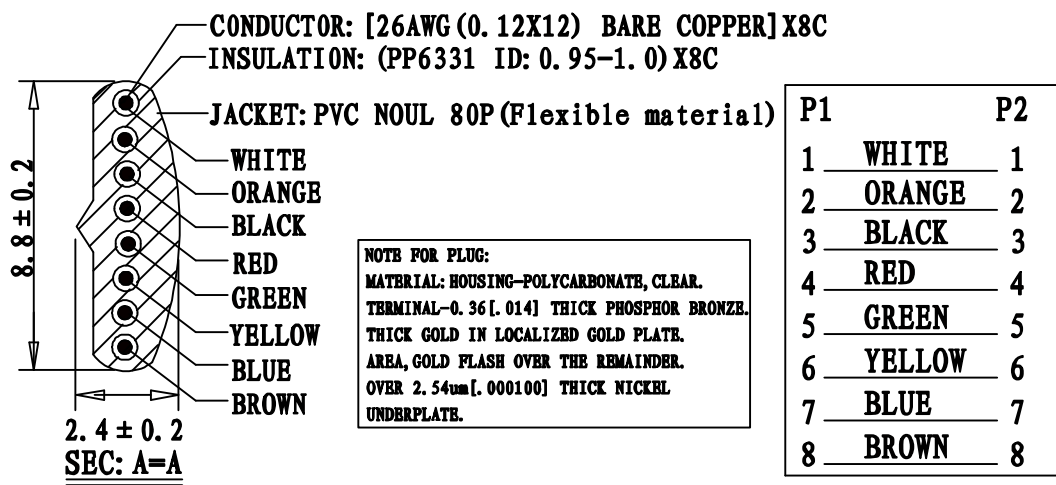 CONDUCTOR: [26AWG(0.12X12) BARE COPPER]X8C
INSULATION: (PP6331 ID:0.95-1.0)X8C
JACKET: PVC NOUL 80P(Flexible material)
WHITE
ORANGE
BLACK
RED
GREEN
YELLOW
BLUE
BROWN
8.8±0.2
2.4±0.2
SEC: A=A
NOTE FOR PLUG:
MATERIAL: HOUSING-POLYCARBONATE, CLEAR.
TERMINAL-0.36[.014] THICK PHOSPHOR BRONZE.
THICK GOLD IN LOCALIZED GOLD PLATE.
AREA, GOLD FLASH OVER THE REMAINDER.
OVER 2.54um[.000100] THICK NICKEL
UNDERPLATE.
P1 P2
1 WHITE 1
2 ORANGE 2
3 BLACK 3
4 RED 4
5 GREEN 5
6 YELLOW 6
7 BLUE 7
8 BROWN 8